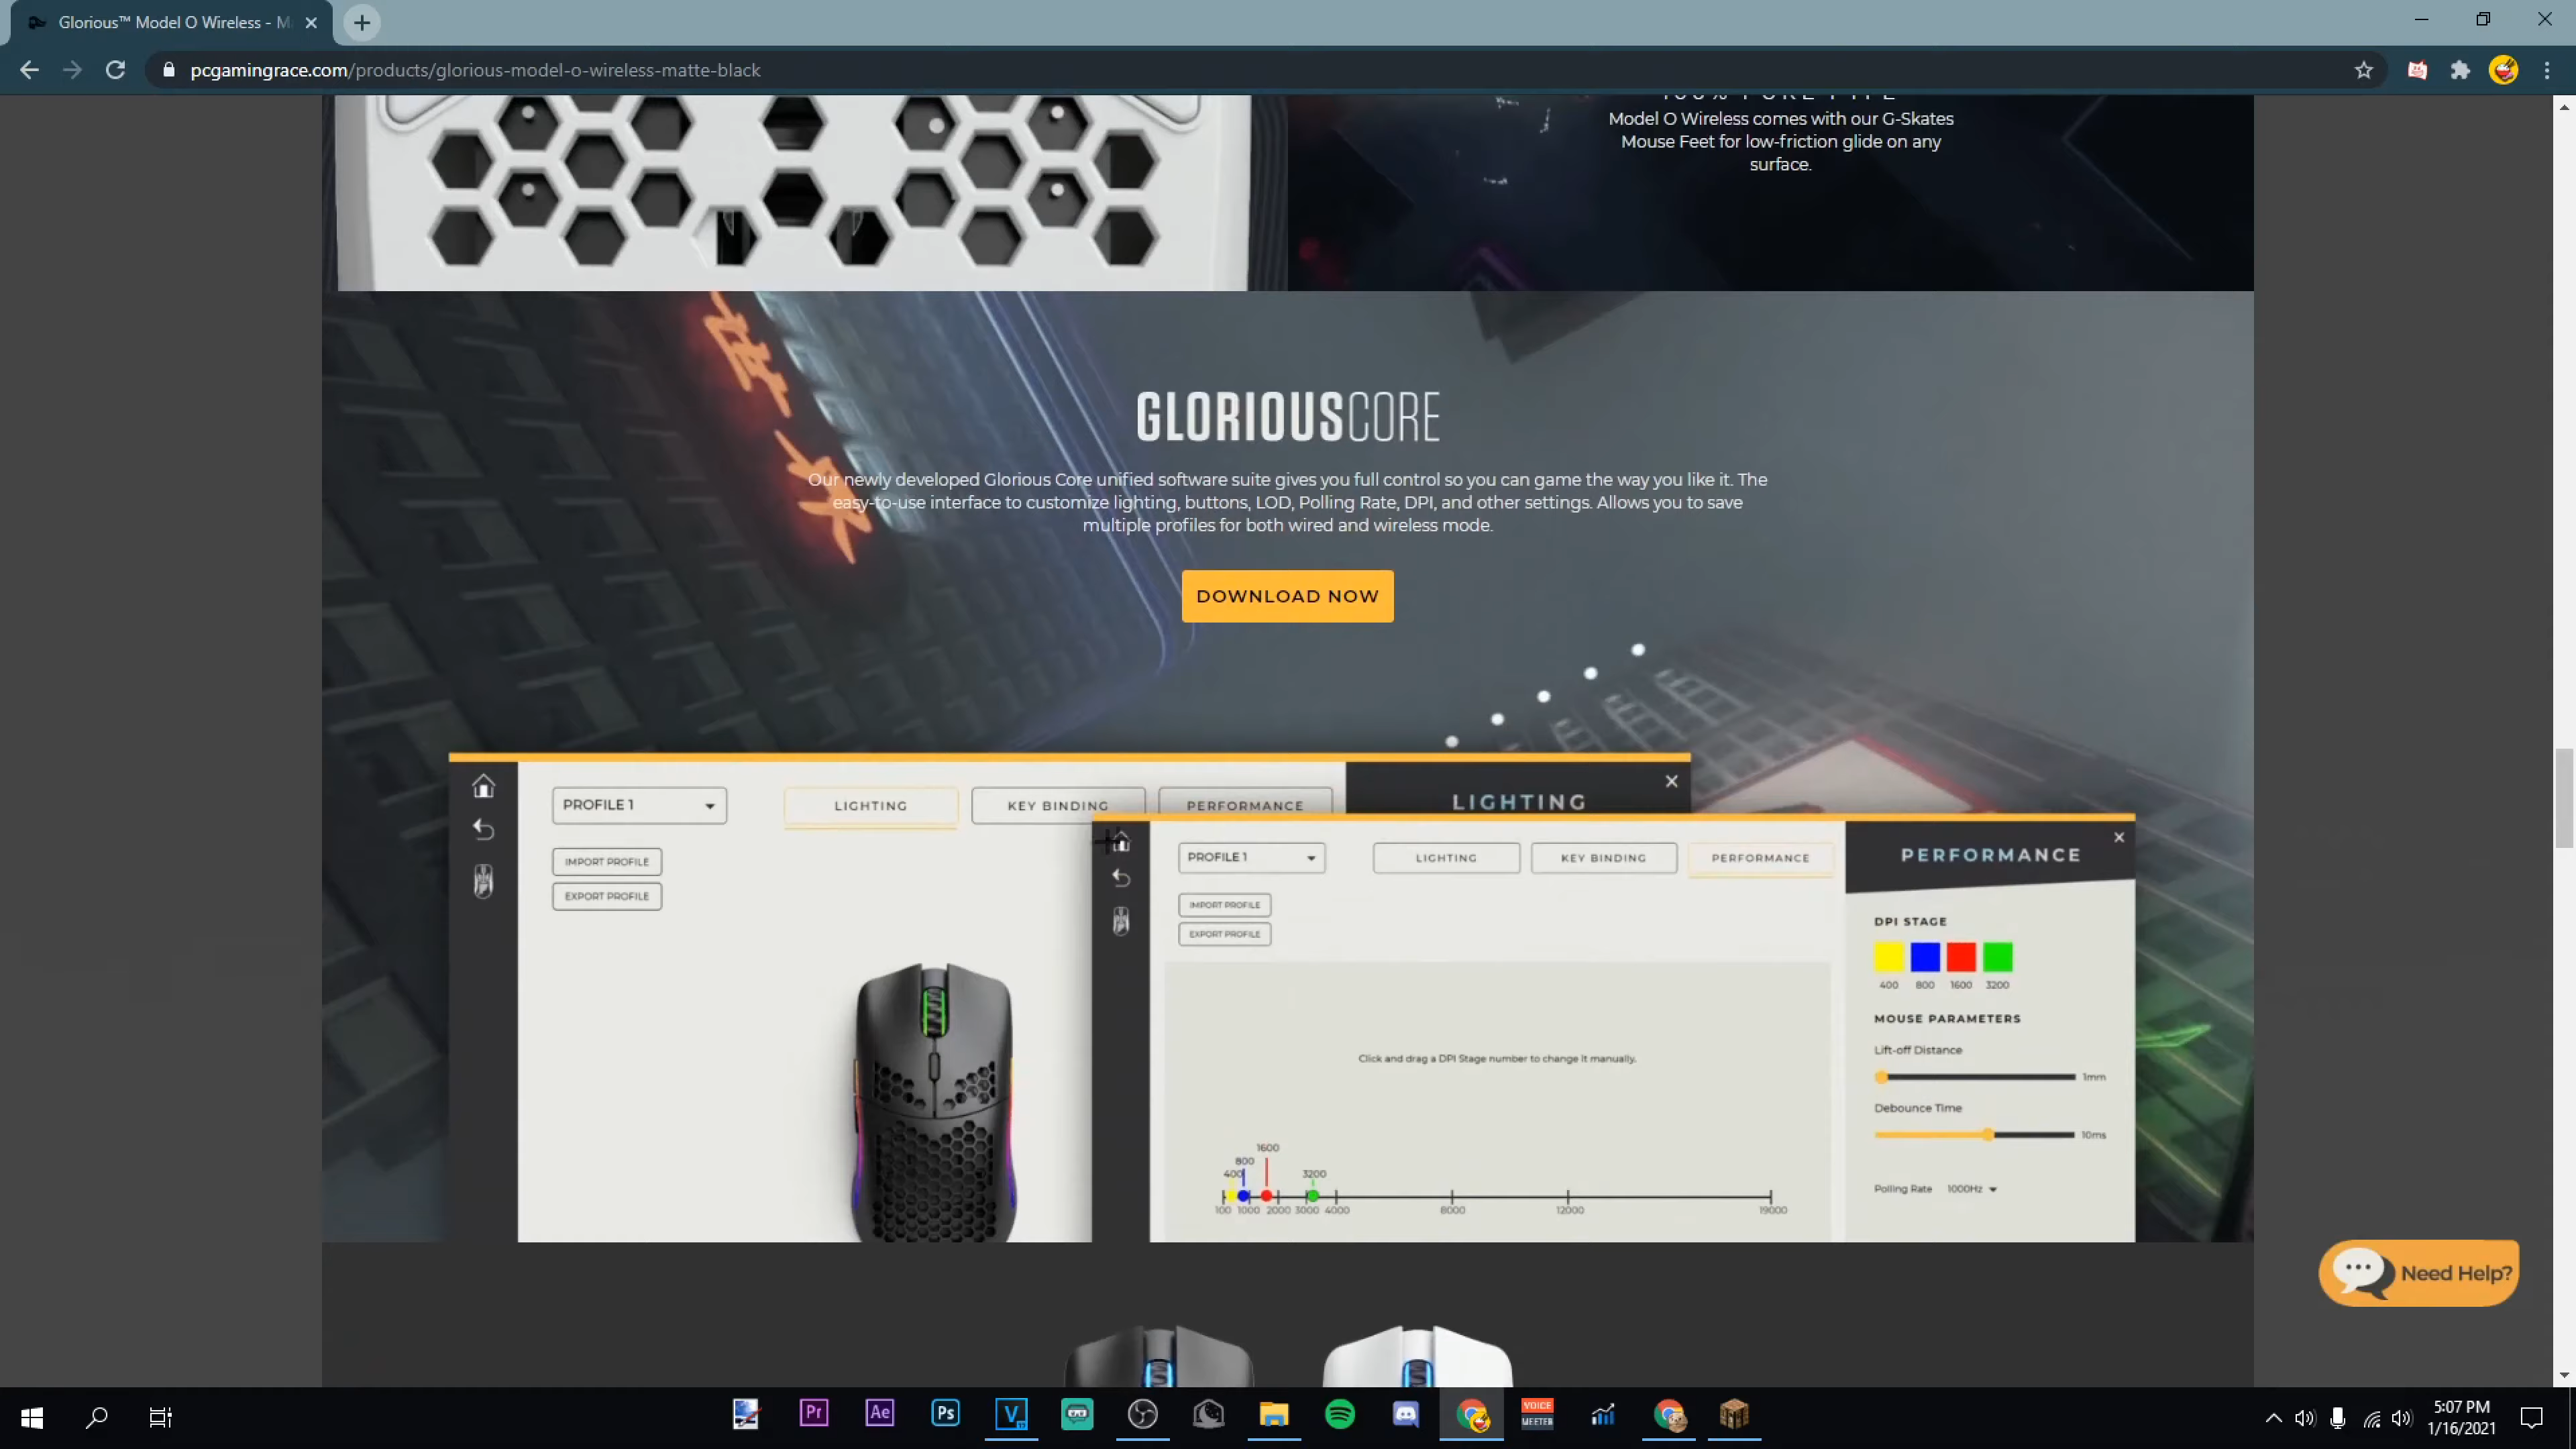 Glorious™ Model O Wireless - M
pcgamingrace.com/products/glorious-model-o-wireless-matte-black
Model O Wireless comes with our G-Skates
Mouse Feet for low-friction glide on any
surface.
GLORIOUSCORE
Our newly developed Glorious Core unified software suite gives you full control so you can game the way you like it. The
easy-to-use interface to customize lighting, buttons, LOD, Polling Rate, DPI, and other settings. Allows you to save
multiple profiles for both wired and wireless mode.
DOWNLOAD NOW
PROFILE 1
LIGHTING
KEY BINDING
PERFORMANCE
LIGHTING
IMPORT PROFILE
EXPORT PROFILE
PROFILE 1
LIGHTING
KEY BINDING
PERFORMANCE
PERFORMANCE
IMPORT PROFILE
EXPORT PROFILE
DPI STAGE
400 800 1600 3200
MOUSE PARAMETERS
Lift-off Distance
1mm
Debounce Time
10ms
Polling Rate 1000Hz
Click and drag a DPI Stage number to change it manually.
1600
800
400 3200
100 1000 2000 3000 4000 8000 12000 19000
Need Help?
Pr
Ae
Ps
V
VOICE
MEETER
5:07 PM
1/16/2021